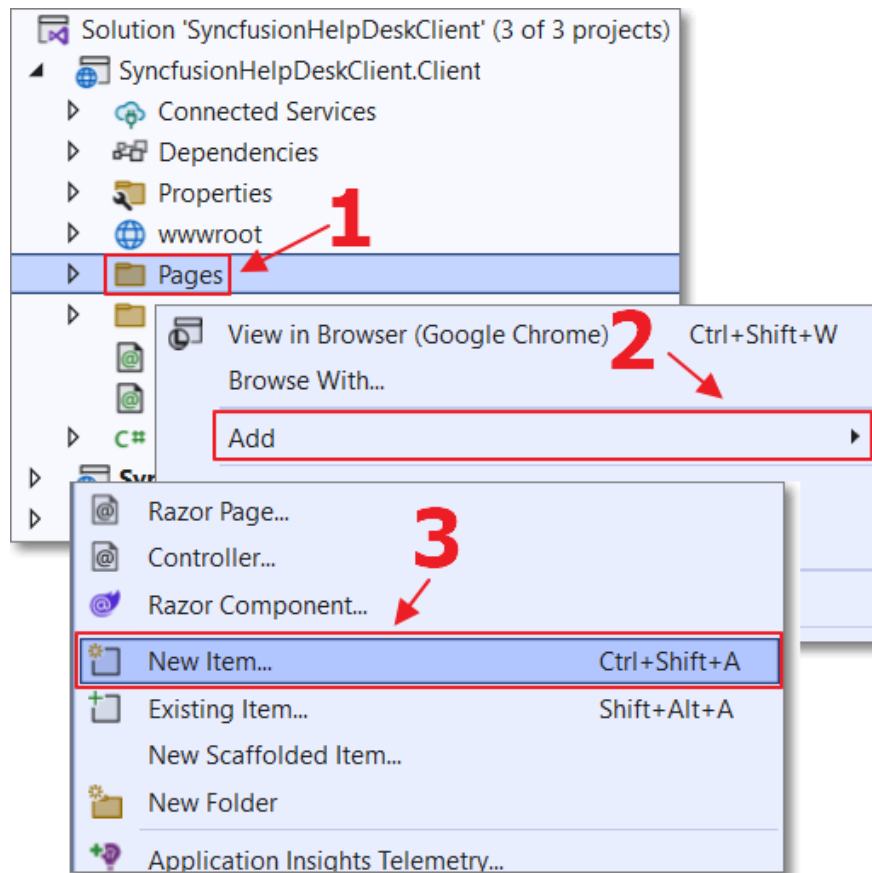 Solution 'SyncfusionHelpDeskClient' (3 of 3 projects)
SyncfusionHelpDeskClient.Client
Connected Services
Dependencies
Properties
1
wwwroot
Pages
View in Browser (Google Chrome) Ctrl+Shift+W
2
Browse With...
Add
C#
Razor Page...
3
Controller...
Razor Component...
New Item... Ctrl+Shift+A
Existing Item... Shift+Alt+A
New Scaffolded Item...
New Folder
Application Insights Telemetry...